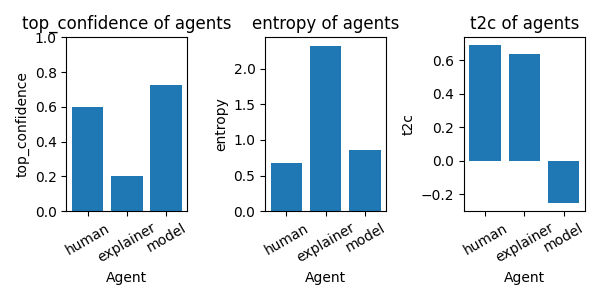 top_confidence of agents
top_confidence
1.0
0.8
0.6
0.4
0.2
0.0
human
explainer
model
Agent
entropy of agents
entropy
2.0
1.5
1.0
0.5
0.0
human
explainer
model
Agent
t2c of agents
t2c
0.6
0.4
0.2
0.0
−0.2
human
explainer
model
Agent